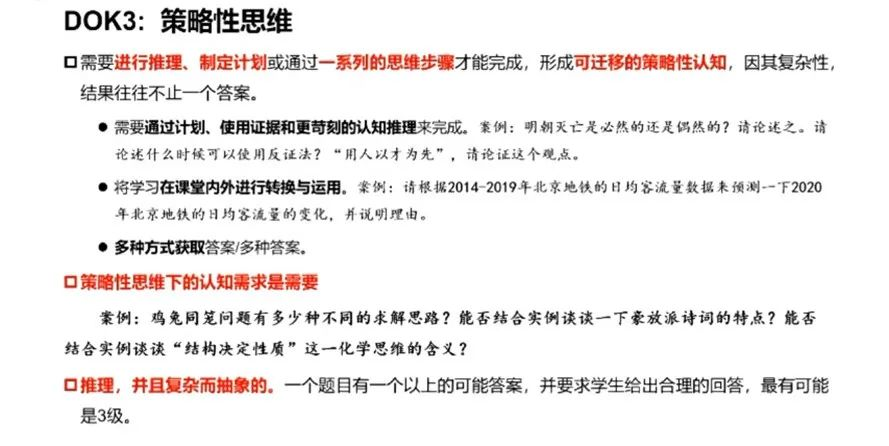 DOK3：策略性思维
需要进行推理、制定计划或通过一系列的思维步骤才能完成，形成可迁移的策略性认知，因其复杂性，
结果往往不止一个答案。
需要通过计划、使用证据和更苛刻的认知推理来完成。案例：明朝灭亡是必然的还是偶然的？请论述之。请
论述什么时候可以使用反证法？“用人以才为先”，请论证这个观点。
将学习在课堂内外进行转换与运用。案例：请根据2014-2019年北京地铁的日均客流量数据来预测一下2020
年北京地铁的日均客流量的变化，并说明理由。
多种方式获取答案/多种答案。
策略性思维下的认知需求是需要
案例：鸡兔同笼问题有多少种不同的求解思路？能否结合实例谈谈一下豪放派诗词的特点？能否
结合实例谈谈“结构决定性质”这一化学思维的含义？
推理，并且复杂而抽象的。一个题目有一个以上的可能答案，并要求学生给出合理的回答，最有可能
是3级。